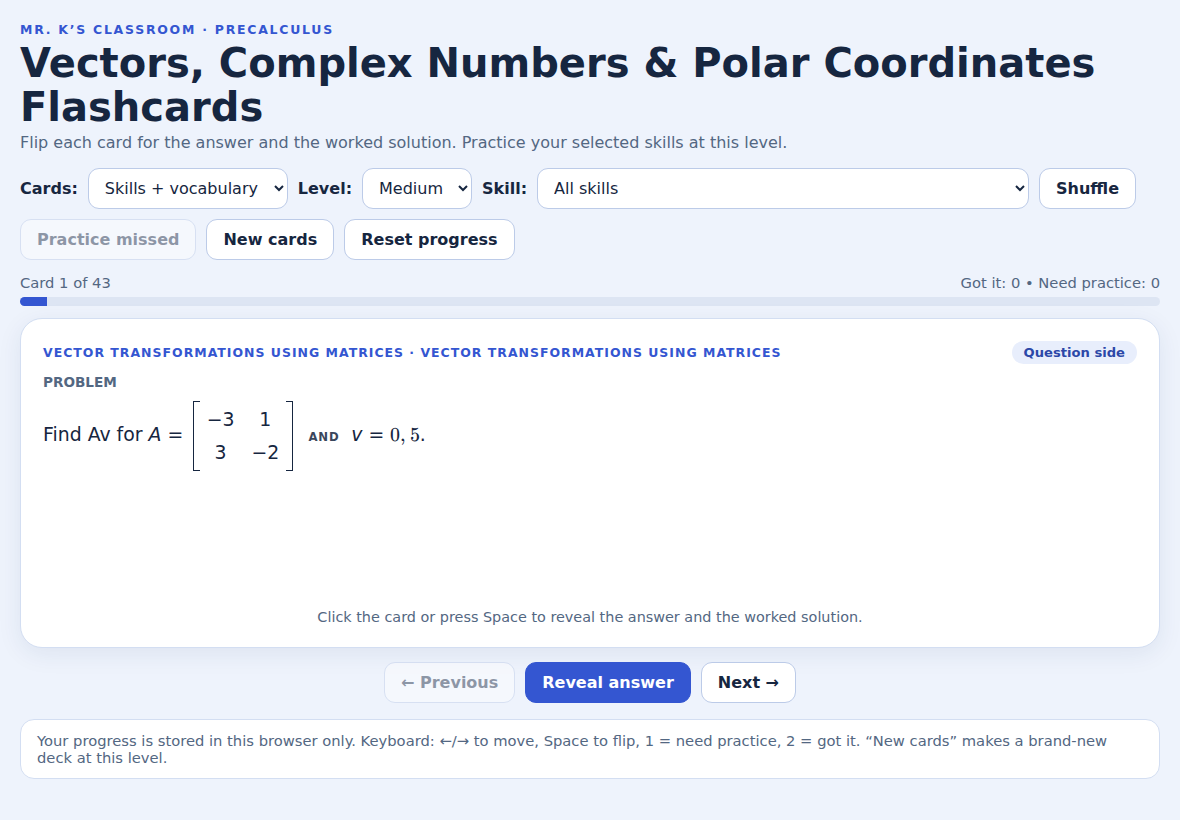 MR. K’S CLASSROOM · PRECALCULUS
Vectors, Complex Numbers & Polar Coordinates
Flashcards
Flip each card for the answer and the worked solution. Practice your selected skills at this level.
Cards: Skills + vocabulary Level: Medium Skill: All skills Shuffle
Practice missed New cards Reset progress
Card 1 of 43 Got it: 0 • Need practice: 0
VECTOR TRANSFORMATIONS USING MATRICES · VECTOR TRANSFORMATIONS USING MATRICES Question side
PROBLEM
Find Av for A = [−3 1; 3 −2] AND v = 0, 5.
Click the card or press Space to reveal the answer and the worked solution.
← Previous Reveal answer Next →
Your progress is stored in this browser only. Keyboard: ←/→ to move, Space to flip, 1 = need practice, 2 = got it. “New cards” makes a brand-new
deck at this level.